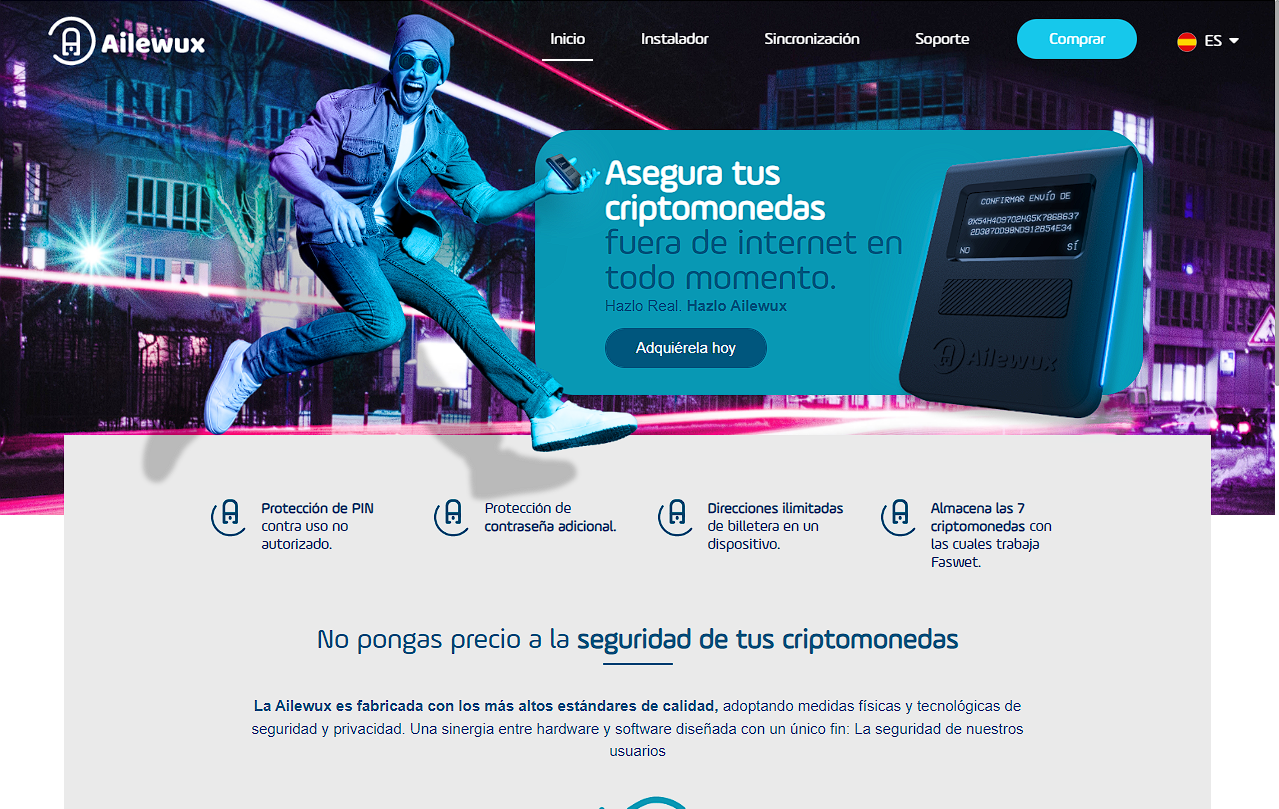 Ailewux
Inicio
Instalador
Sincronización
Soporte
Comprar
ES
Asegura tus
criptomonedas
fuera de internet en
todo momento.
Hazlo Real. Hazlo Ailewux
Adquiérela hoy
CONFIRMAR ENVÍO DE
NO
SÍ
Ailewux
Protección de PIN
contra uso no
autorizado.
Protección de
contraseña adicional.
Direcciones ilimitadas
de billetera en un
dispositivo.
Almacena las 7
criptomonedas con
las cuales trabaja
Faswet.
No pongas precio a la seguridad de tus criptomonedas
La Ailewux es fabricada con los más altos estándares de calidad, adoptando medidas físicas y tecnológicas de
seguridad y privacidad. Una sinergia entre hardware y software diseñada con un único fin: La seguridad de nuestros
usuarios